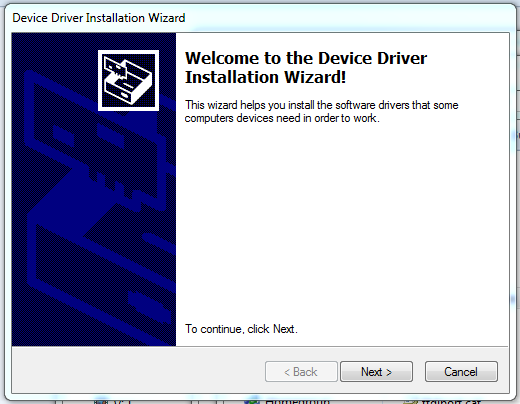 Device Driver Installation Wizard
Welcome to the Device Driver
Installation Wizard!
This wizard helps you install the software drivers that some
computers devices need in order to work.
To continue, click Next.
< Back
Next >
Cancel